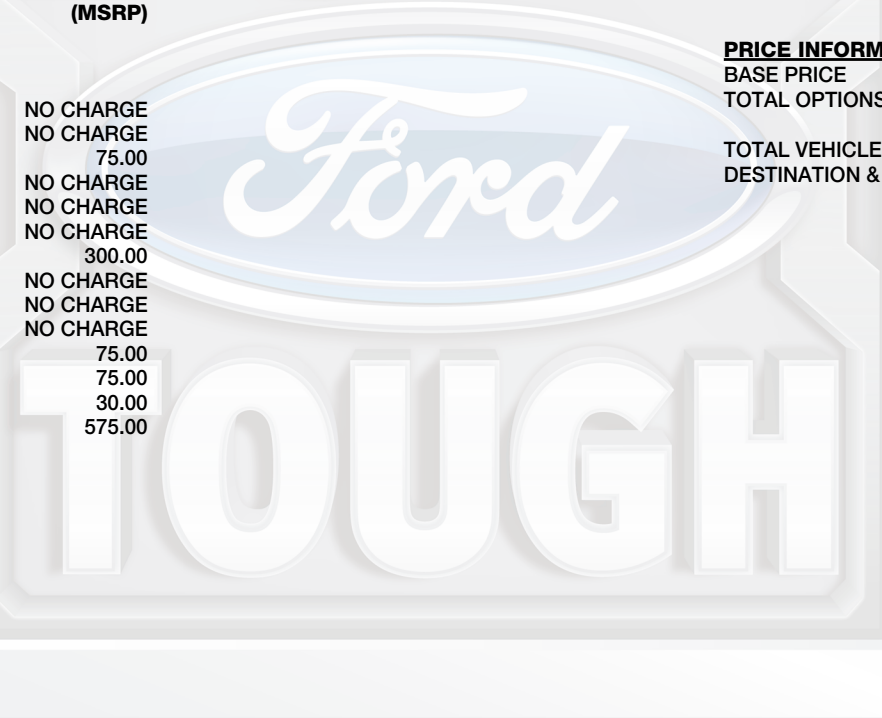 (MSRP)
NO CHARGE
NO CHARGE
75.00
NO CHARGE
NO CHARGE
NO CHARGE
300.00
NO CHARGE
NO CHARGE
NO CHARGE
75.00
75.00
30.00
575.00
PRICE INFORM
BASE PRICE
TOTAL OPTIONS
TOTAL VEHICLE
DESTINATION &
Ford
TOUGH